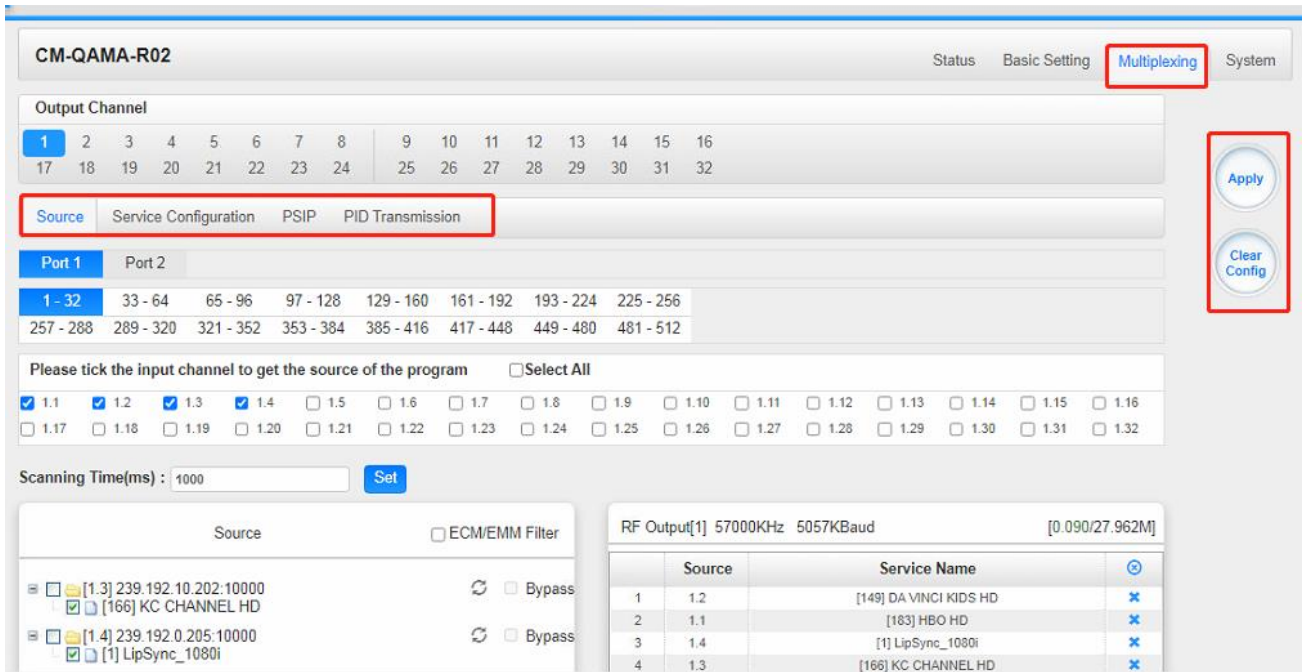 CM-QAMA-R02
Status Basic Setting Multiplexing System
Output Channel
1 2 3 4 5 6 7 8 9 10 11 12 13 14 15 16
17 18 19 20 21 22 23 24 25 26 27 28 29 30 31 32
Apply
Source Service Configuration PSIP PID Transmission
Clear
Config
Port 1 Port 2
1 - 32 33 - 64 65 - 96 97 - 128 129 - 160 161 - 192 193 - 224 225 - 256
257 - 288 289 - 320 321 - 352 353 - 384 385 - 416 417 - 448 449 - 480 481 - 512
Please tick the input channel to get the source of the program Select All
1.1 1.2 1.3 1.4 1.5 1.6 1.7 1.8 1.9 1.10 1.11 1.12 1.13 1.14 1.15 1.16
1.17 1.18 1.19 1.20 1.21 1.22 1.23 1.24 1.25 1.26 1.27 1.28 1.29 1.30 1.31 1.32
Scanning Time(ms) : 1000 Set
Source ECM/EMM Filter
[1.3] 239.192.10.202:10000 Bypass
[166] KC CHANNEL HD
[1.4] 239.192.0.205:10000 Bypass
[1] LipSync_1080i
RF Output[1] 57000KHz 5057KBaud [0.090/27.962M]
Source Service Name
1 1.2 [149] DA VINCI KIDS HD
2 1.1 [183] HBO HD
3 1.4 [1] LipSync_1080i
4 1.3 [166] KC CHANNEL HD